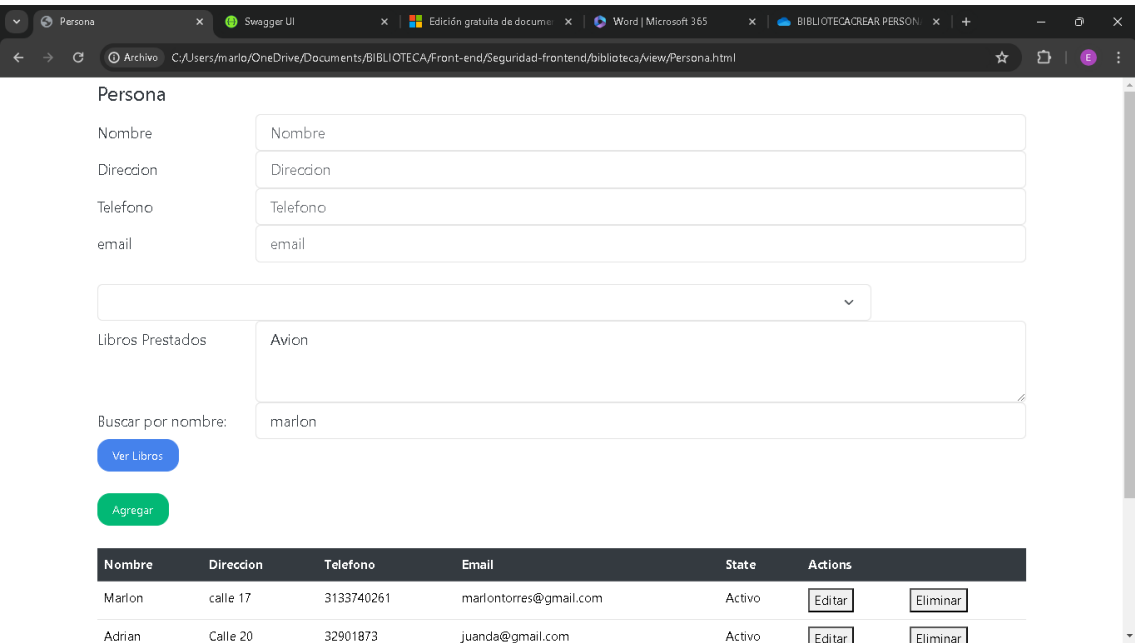 Persona
Swagger UI
Edición gratuita de documen
Word | Microsoft 365
BIBLIOTECACREAR PERSON
Archivo
C:/Users/marlo/OneDrive/Documents/BIBLIOTECA/Front-end/Seguridad-frontend/biblioteca/view/Persona.html
E
Persona
Nombre Nombre
Direccion Direccion
Telefono Telefono
email email
Libros Prestados Avion
Buscar por nombre: marlon
Ver Libros
Agregar
Nombre Direccion Telefono Email State Actions
Marlon calle 17 3133740261 marlontorres@gmail.com Activo Editar Eliminar
Adrian Calle 20 32901873 juanda@gmail.com Activo Editar Eliminar